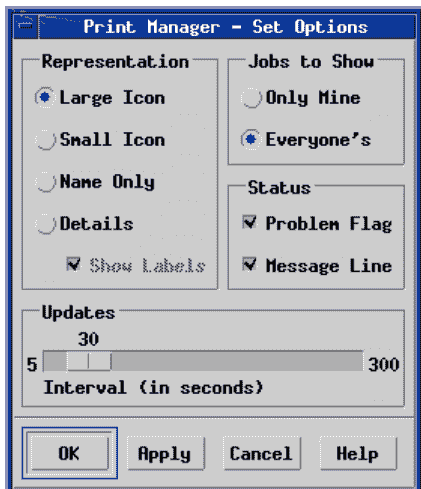 Print Manager - Set Options
Representation
Large Icon
Small Icon
Name Only
Details
Show Labels
Jobs to Show
Only Mine
Everyone's
Status
Problem Flag
Message Line
Updates
30
5 300
Interval (in seconds)
OK Apply Cancel Help